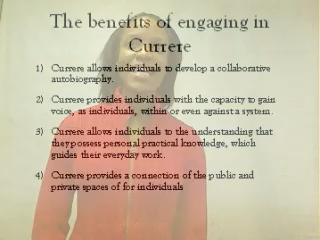 The benefits of engaging in
Currere
1) Currere allows individuals to develop a collaborative
autobiography.
2) Currere provides individuals with the capacity to gain
voice, as individuals, within or even against a system.
3) Currere allows individuals to the understanding that
they possess personal practical knowledge, which
guides their everyday work.
4) Currere provides a connection of the public and
private spaces of for individuals